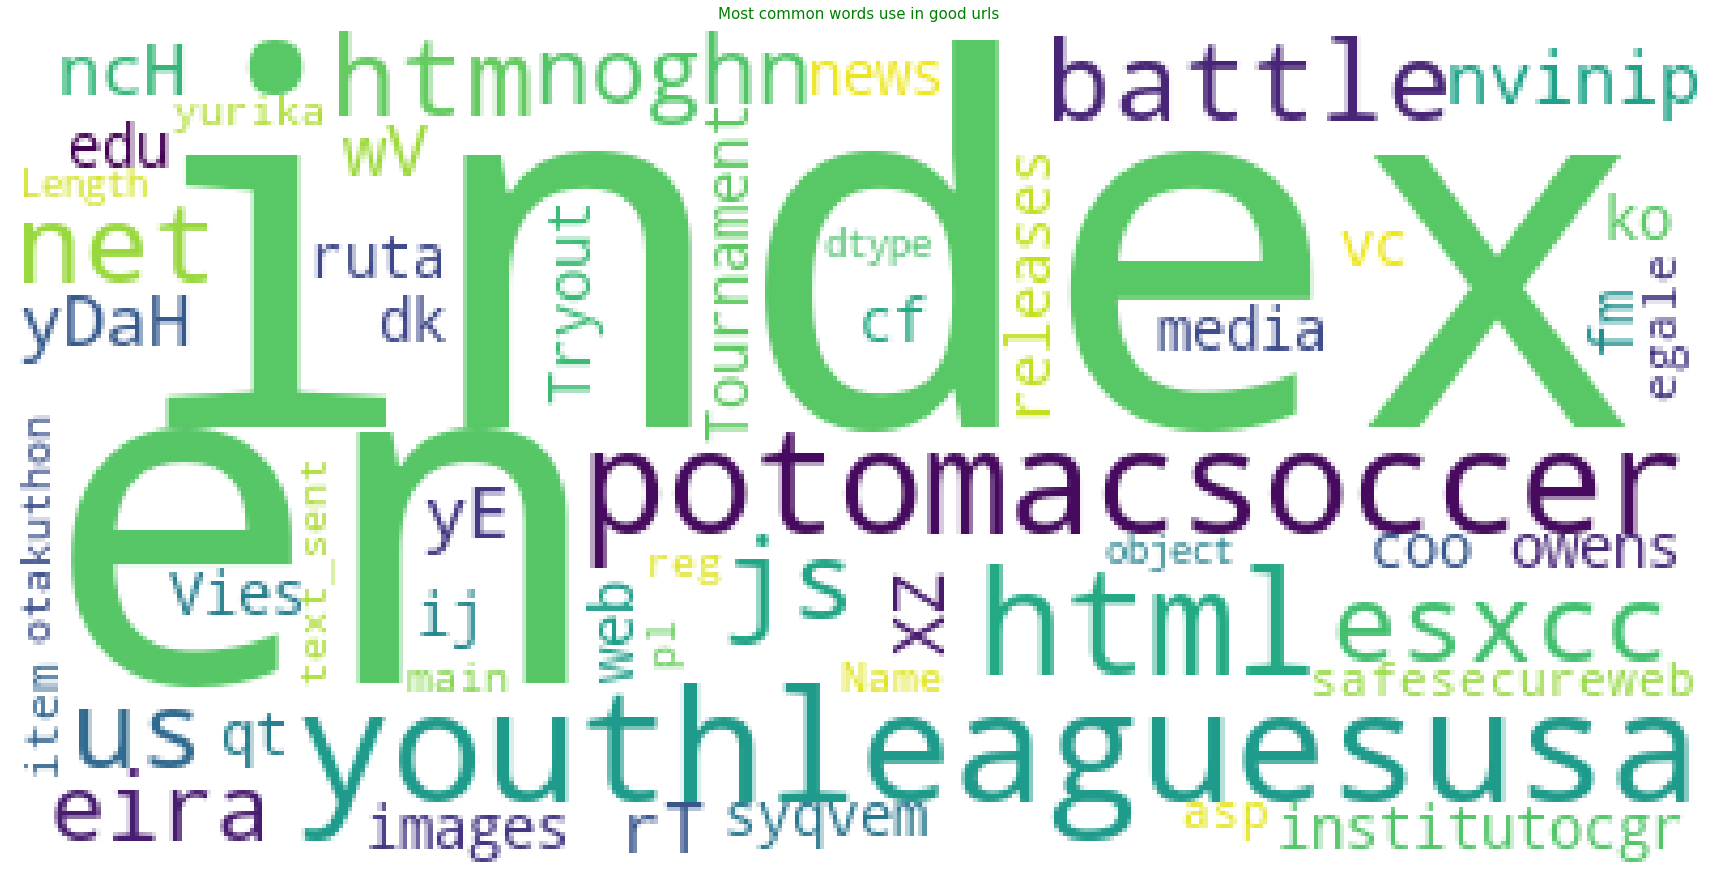 Most common words use in good urls
ncH
htm
noghn
news
battle
nvinip
yurika
edu
wV
Length
index
net
ruta
Tryout
Tournament
dtype
cf
releases
vc
ko
yDaH
dk
media
fm
egale
en
potomacsoccer
item
otakuthon
text_sent
yE
js
object
coo
owens
Vies
ij
web
reg
pl
xz
html
esxcc
main
Name
safesecureweb
us
qt
youthleaguesusa
eira
images
rT
syqvem
asp
institutocgr